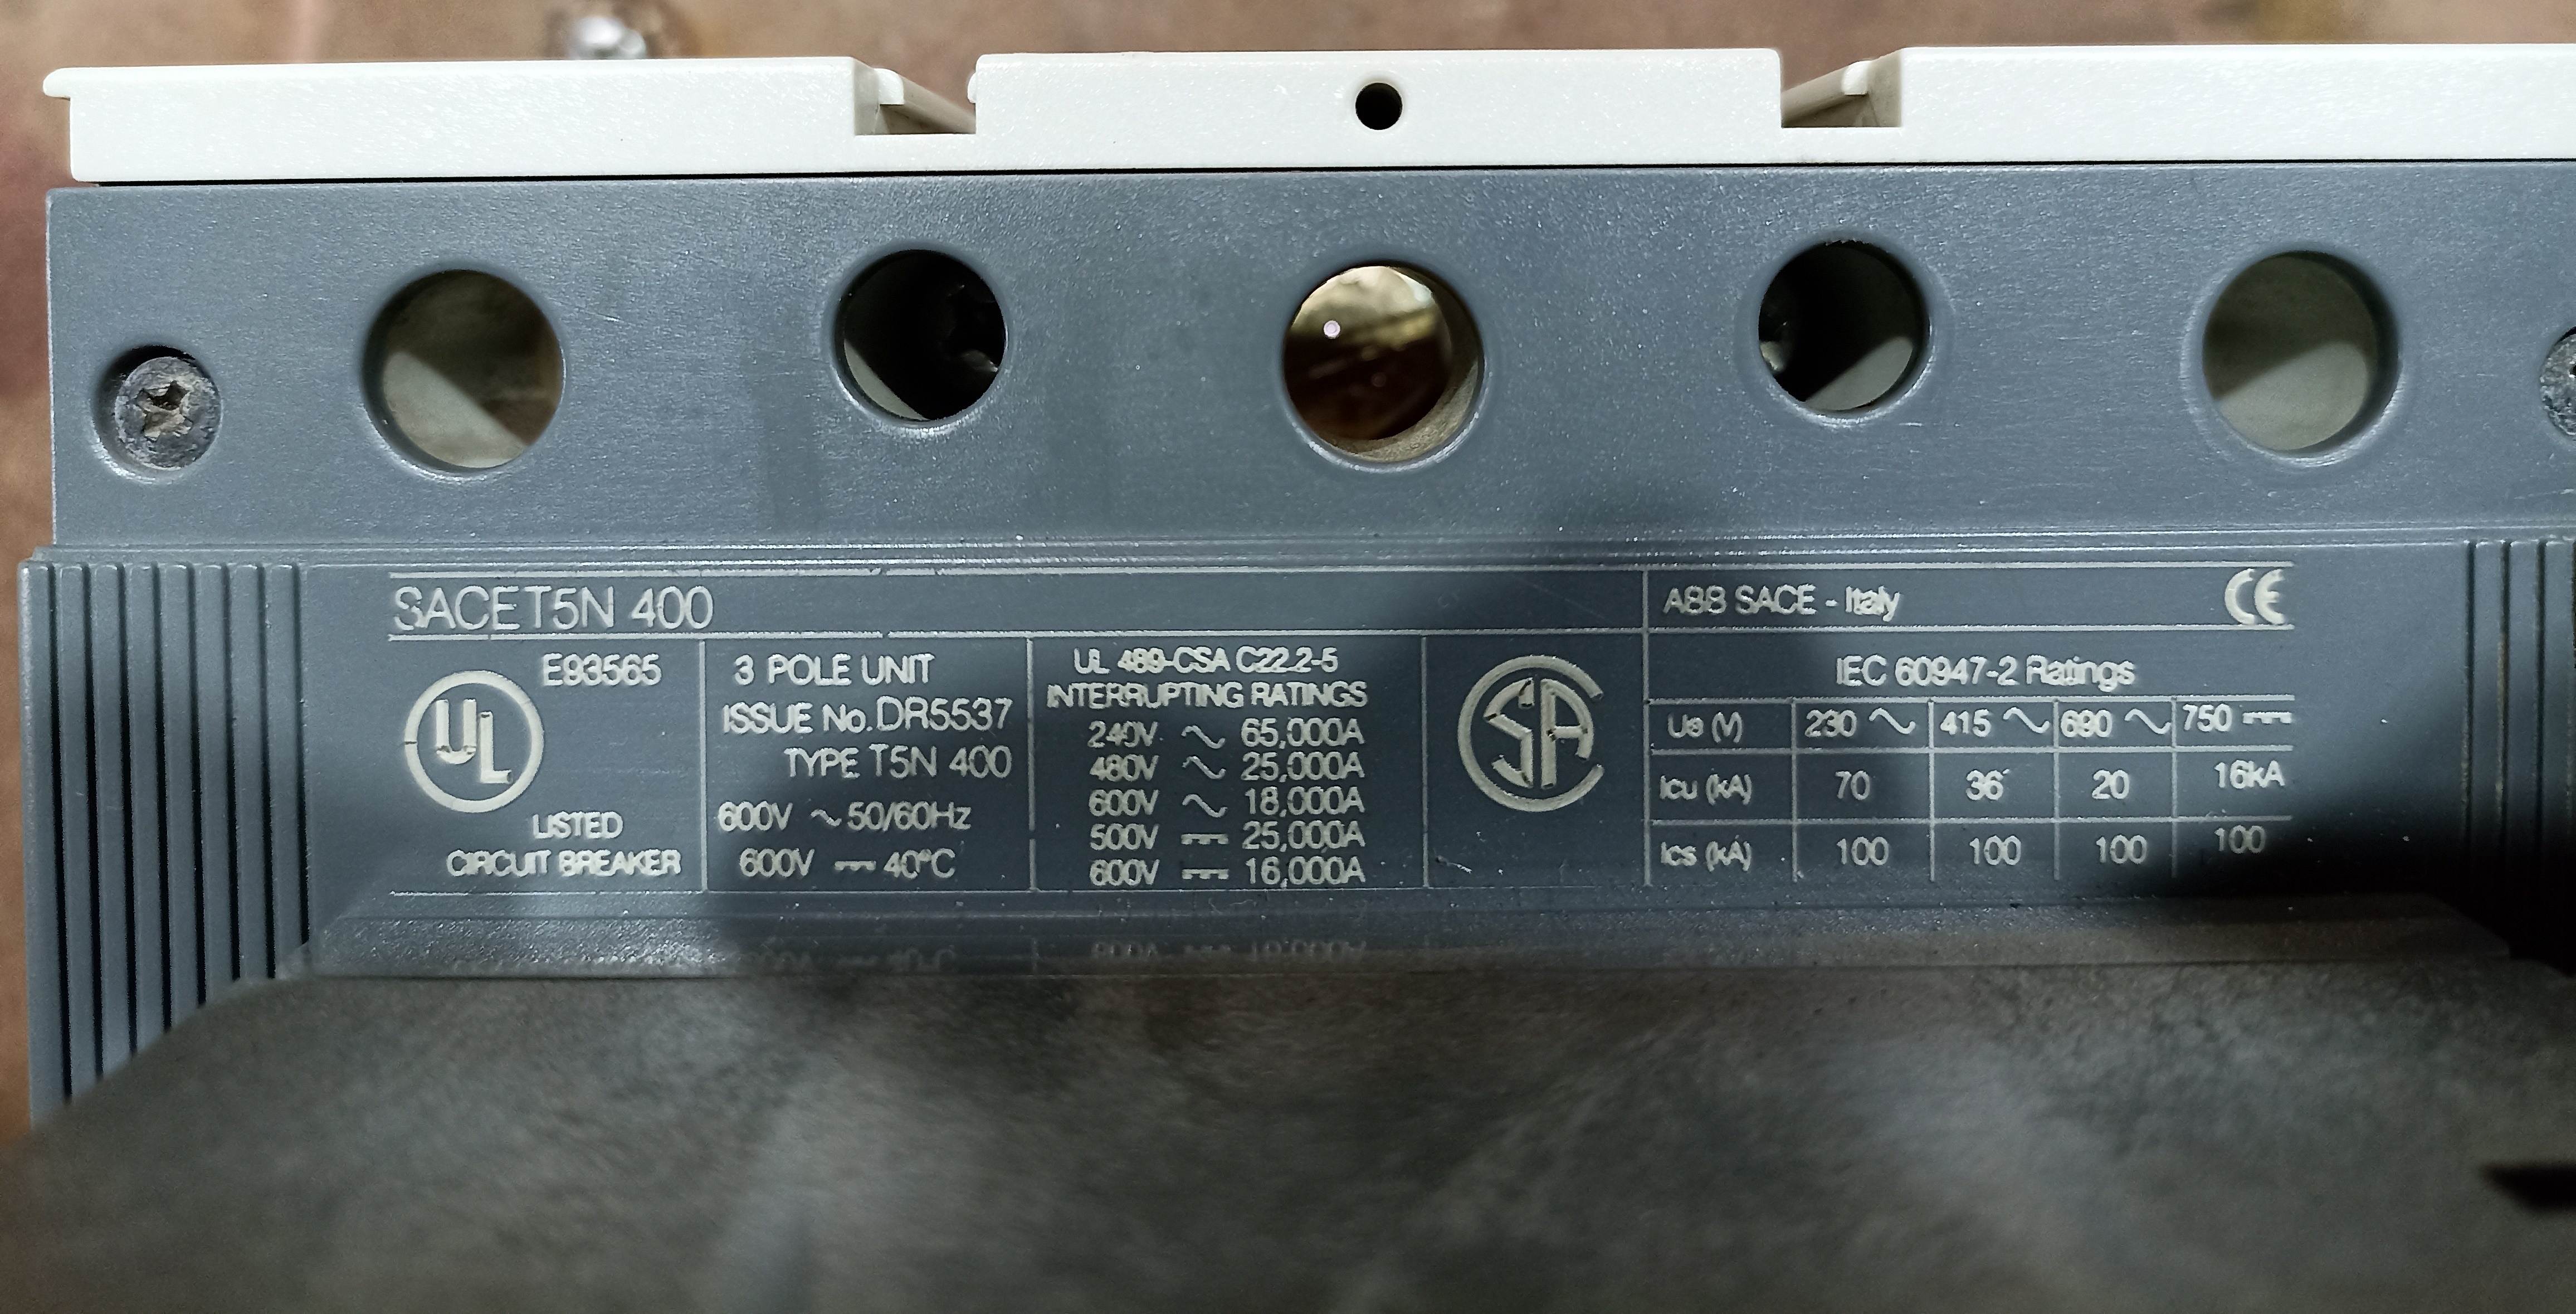 SACE T5N 400
E93565
UL
LISTED
CIRCUIT BREAKER
3 POLE UNIT
ISSUE No. DR5537
TYPE T5N 400
600V ~ 50/60Hz
600V ⎓ 40°C
UL 489-CSA C22.2-5
INTERRUPTING RATINGS
240V ~ 65,000A
480V ~ 25,000A
600V ~ 18,000A
500V ⎓ 25,000A
600V ⎓ 16,000A
SA
ABB SACE - Italy CE
IEC 60947-2 Ratings
Ue (V) 230 ~ 415 ~ 690 ~ 750 ⎓
Icu (kA) 70 36 20 16kA
Ics (kA) 100 100 100 100